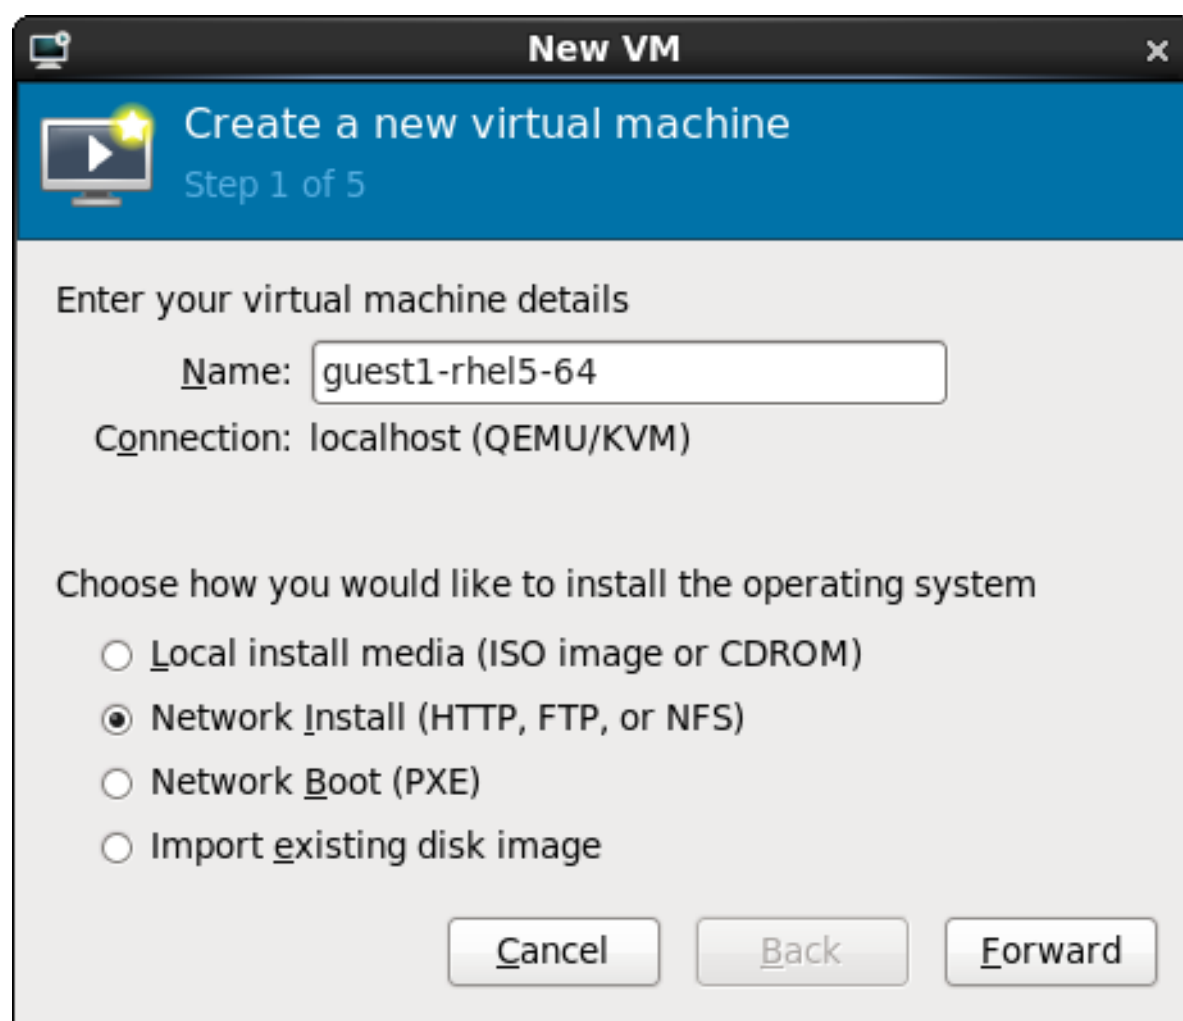 New VM
Create a new virtual machine
Step 1 of 5
Enter your virtual machine details
Name: guest1-rhel5-64
Connection: localhost (QEMU/KVM)
Choose how you would like to install the operating system
Local install media (ISO image or CDROM)
Network Install (HTTP, FTP, or NFS)
Network Boot (PXE)
Import existing disk image
Cancel Back Forward